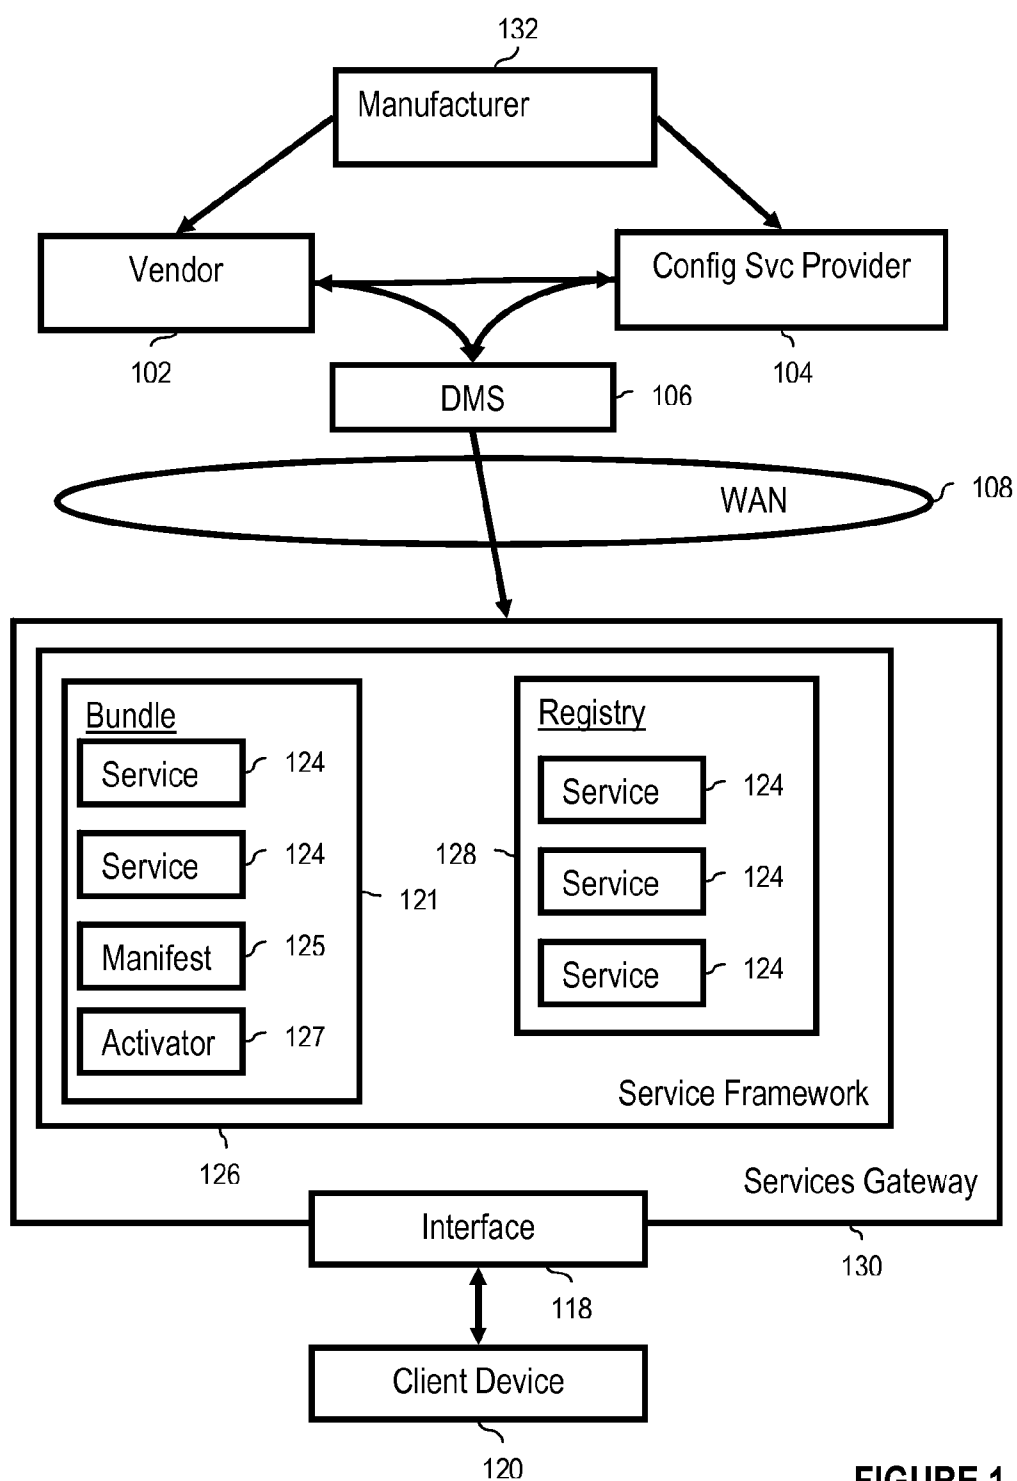 132
Manufacturer
Vendor
Config Svc Provider
102
104
DMS
106
WAN
108
Bundle
Service
124
Service
124
121
Manifest
125
Activator
127
Registry
Service
124
128
Service
124
Service
124
Service Framework
126
Services Gateway
Interface
130
118
Client Device
120
FIGURE 1